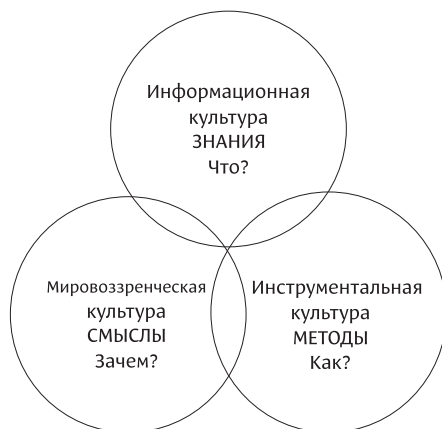 Информационная
культура
ЗНАНИЯ
Что?
Мировоззренческая
культура
СМЫСЛЫ
Зачем?
Инструментальная
культура
МЕТОДЫ
Как?